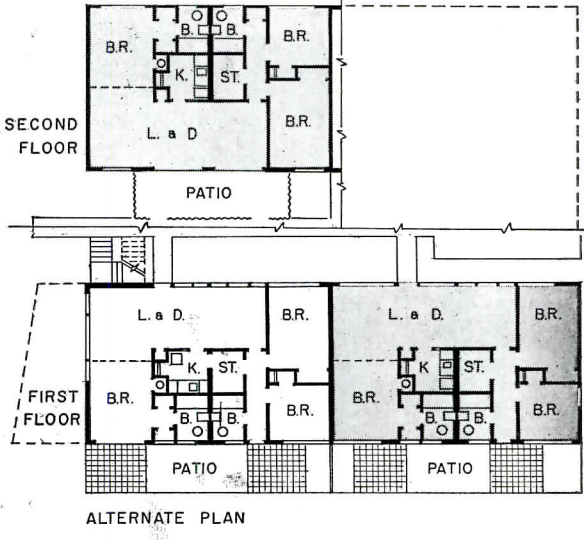 B.
B.
B.R.
B.R.
K.
ST.
SECOND
FLOOR
L. a D
B.R.
PATIO
L. a D.
B.R.
L. a D.
B.R.
K.
ST.
K
ST.
FIRST
FLOOR
B.R.
B.R.
B.R.
B.R.
B.
B.
B.
B.
PATIO
PATIO
ALTERNATE PLAN